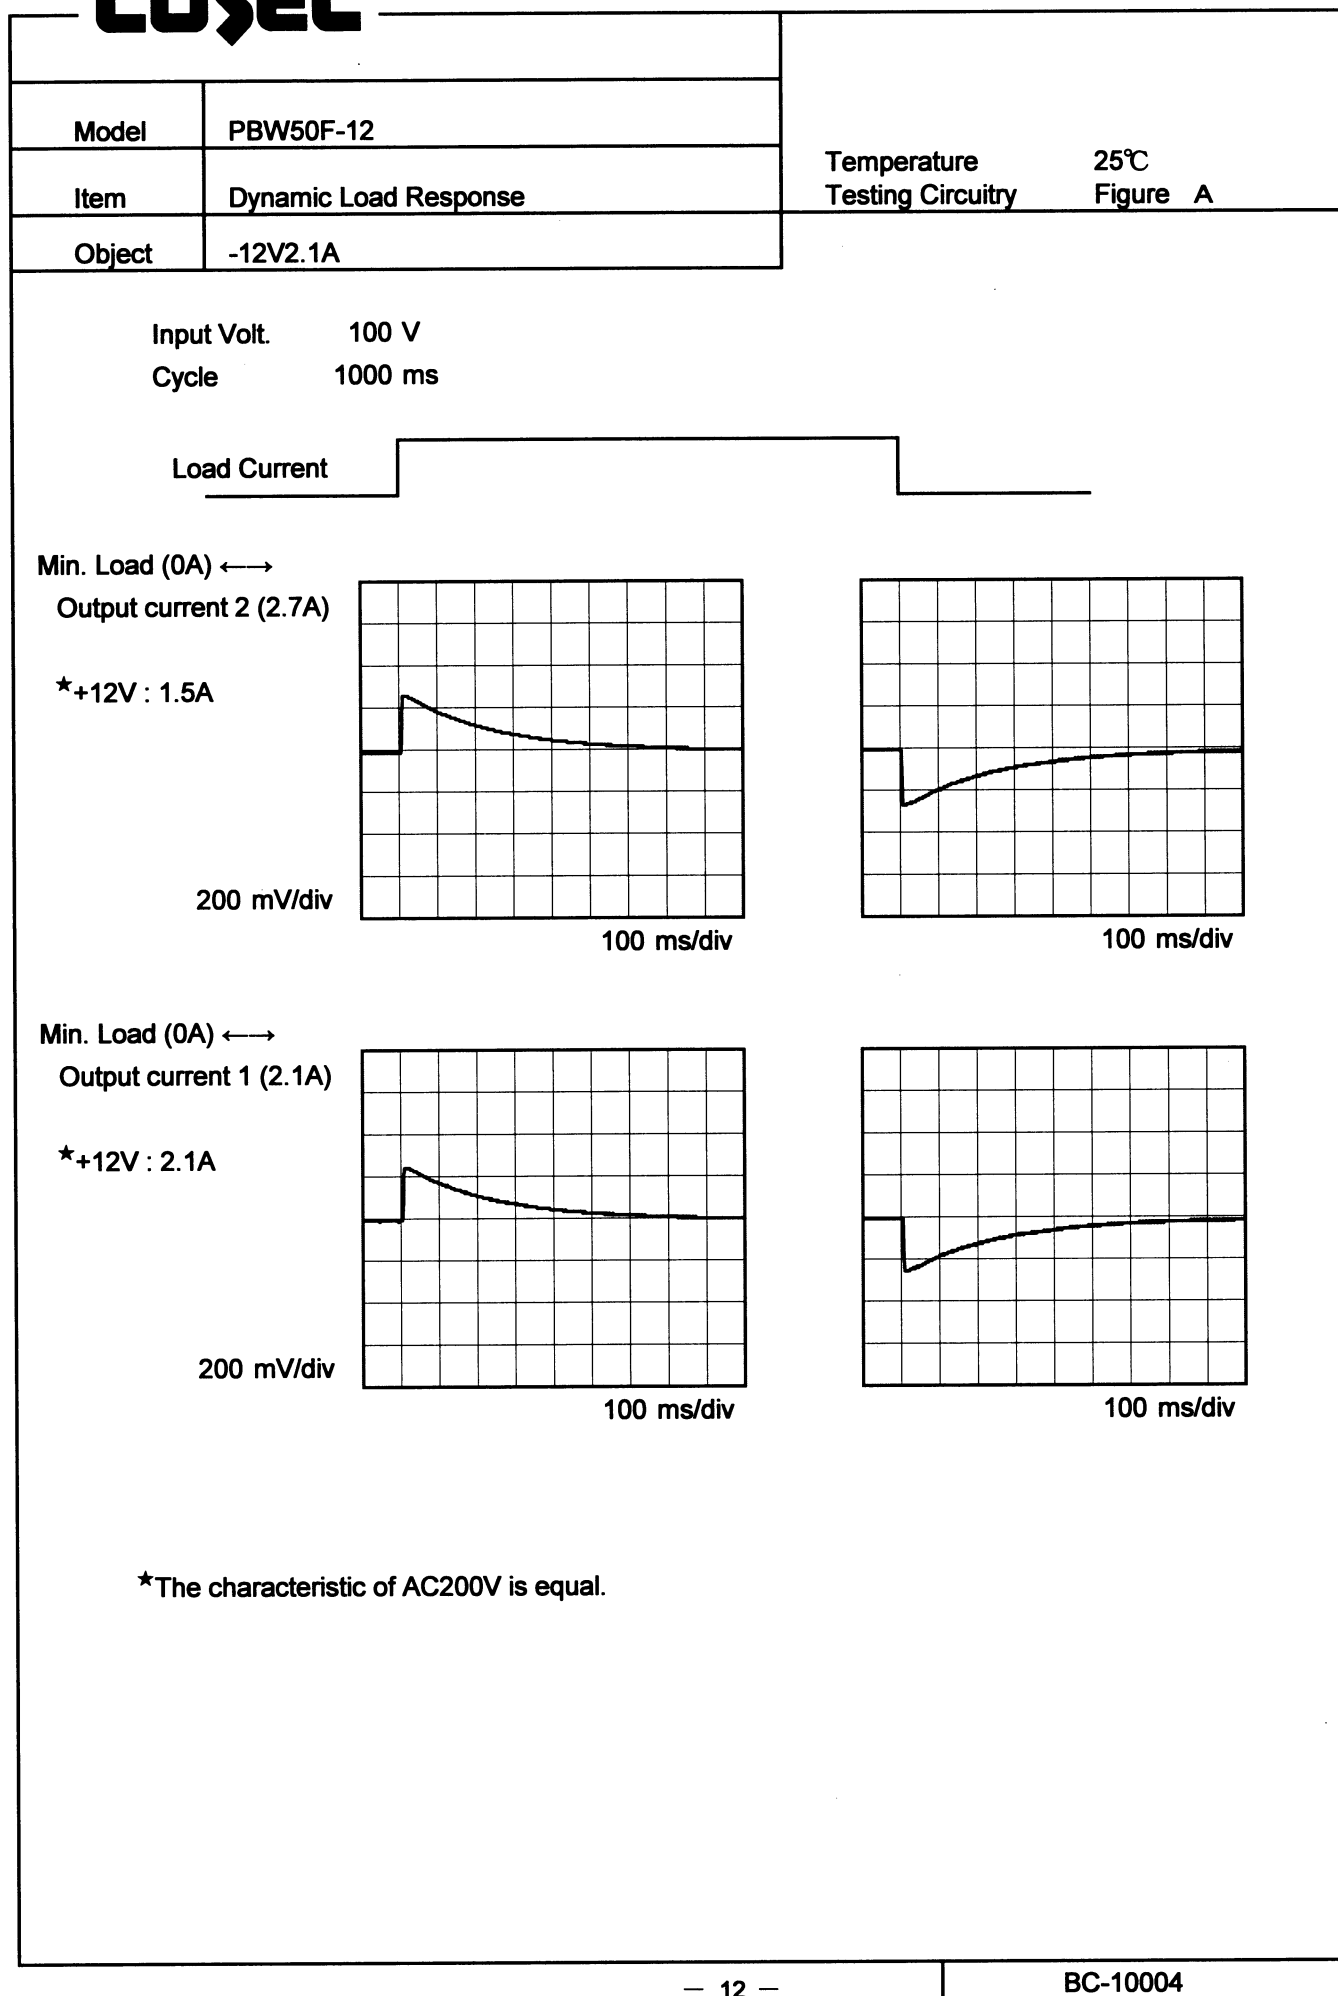 COSEL
Model PBW50F-12
Item Dynamic Load Response
Object -12V2.1A
Temperature 25℃
Testing Circuitry Figure A
Input Volt. 100 V
Cycle 1000 ms
Load Current
Min. Load (0A) ←→
Output current 2 (2.7A)
★+12V : 1.5A
200 mV/div
100 ms/div
100 ms/div
Min. Load (0A) ←→
Output current 1 (2.1A)
★+12V : 2.1A
200 mV/div
100 ms/div
100 ms/div
★The characteristic of AC200V is equal.
— 12 —
BC-10004